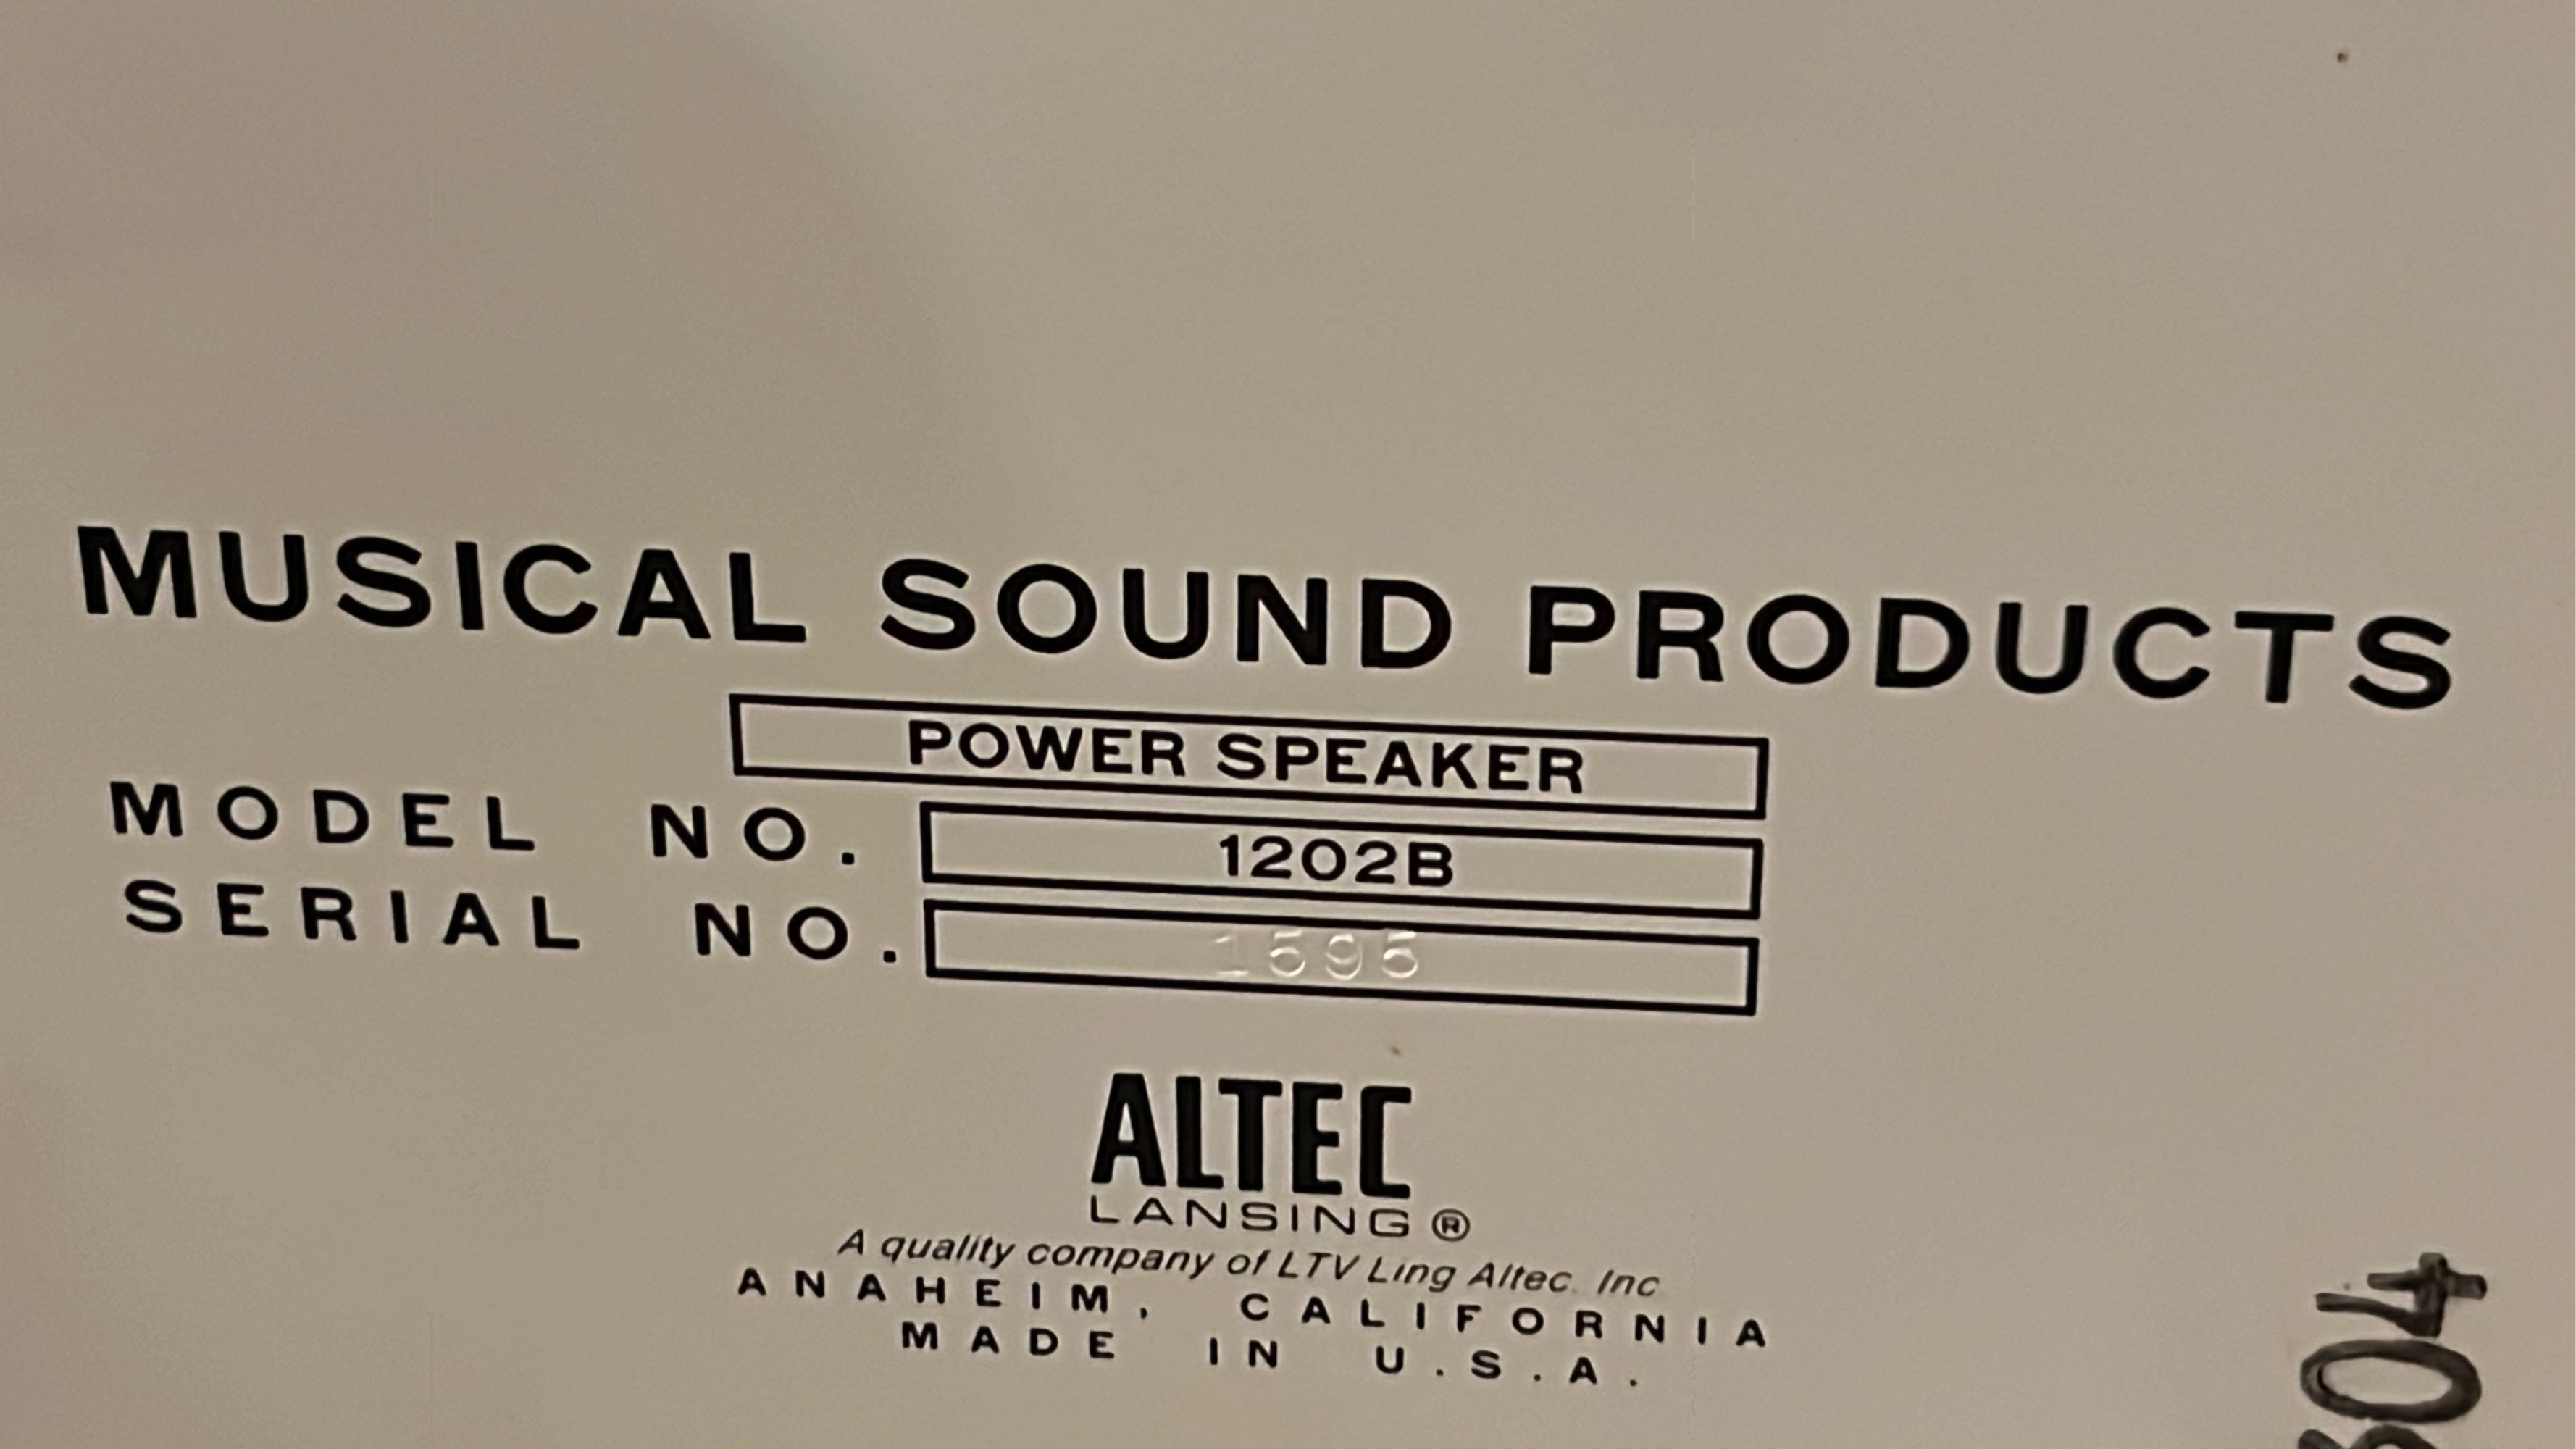 MUSICAL SOUND PRODUCTS
POWER SPEAKER
MODEL NO. 1202B
SERIAL NO. 1595
ALTEC
LANSING®
A quality company of LTV Ling Altec, Inc
ANAHEIM, CALIFORNIA
MADE IN U.S.A.